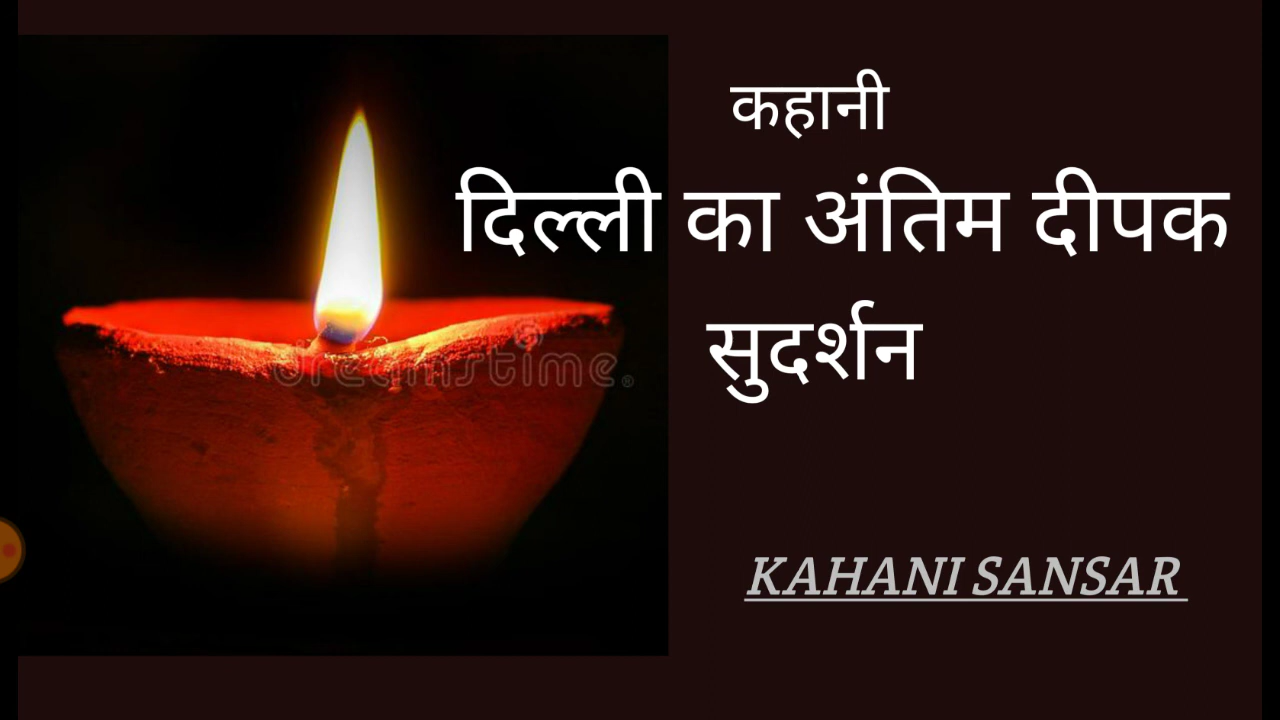 कहानी
दिल्ली का अंतिम दीपक
सुदर्शन
dreamstime.
KAHANI SANSAR